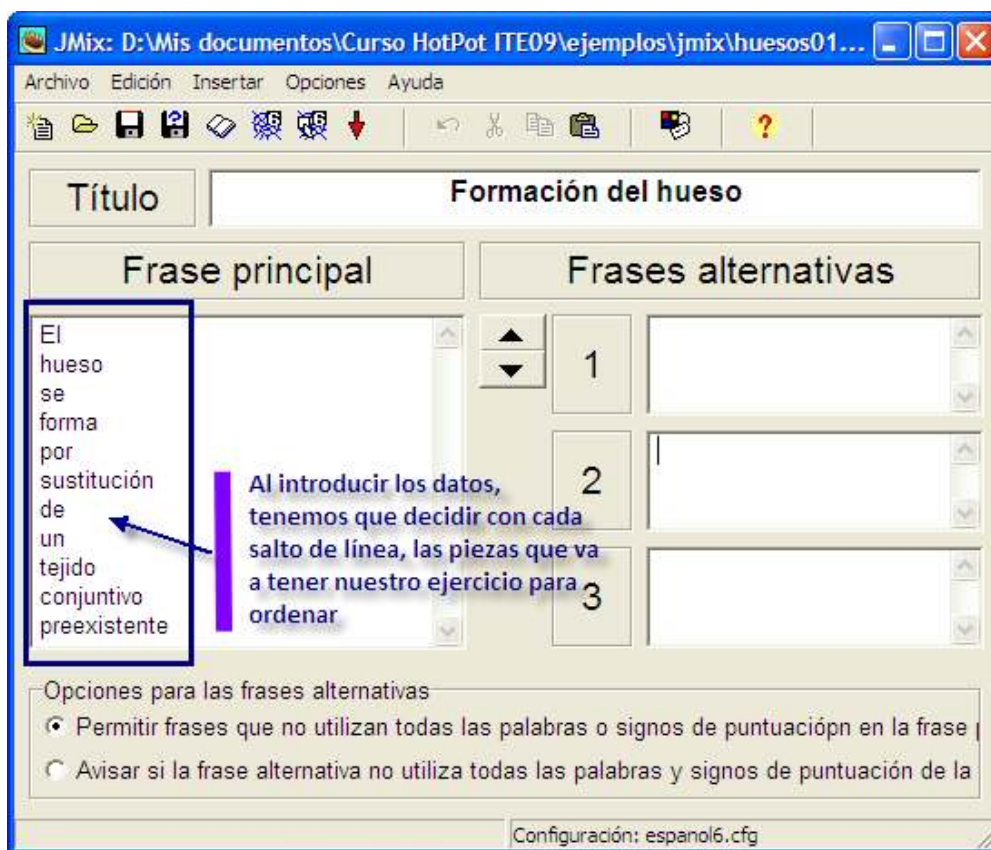 JMix: D:\Mis documentos\Curso HotPot ITE09\ejemplos\jmix\huesos01...
Archivo Edición Insertar Opciones Ayuda
Título
Formación del hueso
Frase principal
Frases alternativas
El
hueso
se
forma
por
sustitución
de
un
tejido
conjuntivo
preexistente
Al introducir los datos,
tenemos que decidir con cada
salto de línea, las piezas que va
a tener nuestro ejercicio para
ordenar
1
2
3
Opciones para las frases alternativas
Permitir frases que no utilizan todas las palabras o signos de puntuaciópn en la frase
Avisar si la frase alternativa no utiliza todas las palabras y signos de puntuación de la
Configuración: espanol6.cfg